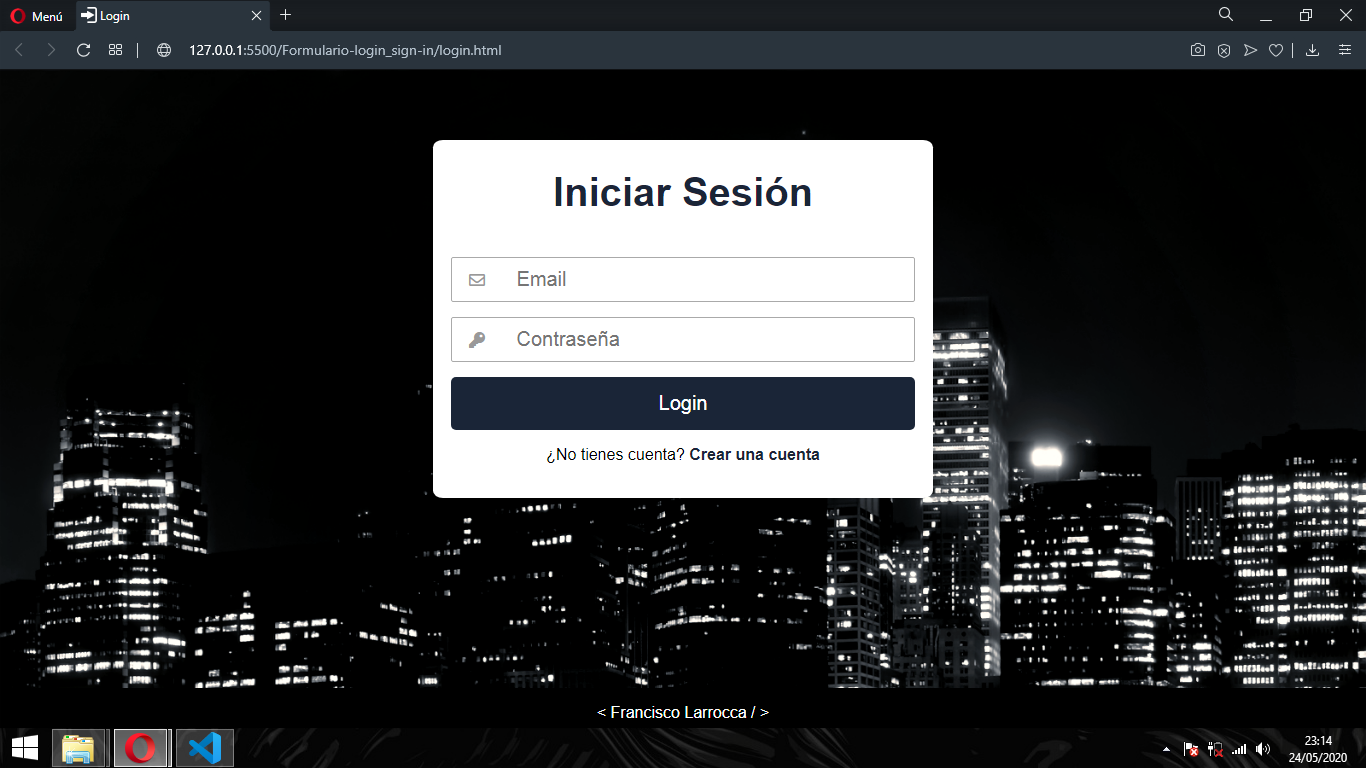 Menú
Login
127.0.0.1:5500/Formulario-login_sign-in/login.html
Iniciar Sesión
Email
Contraseña
Login
¿No tienes cuenta? Crear una cuenta
< Francisco Larrocca / >
23:14
24/05/2020